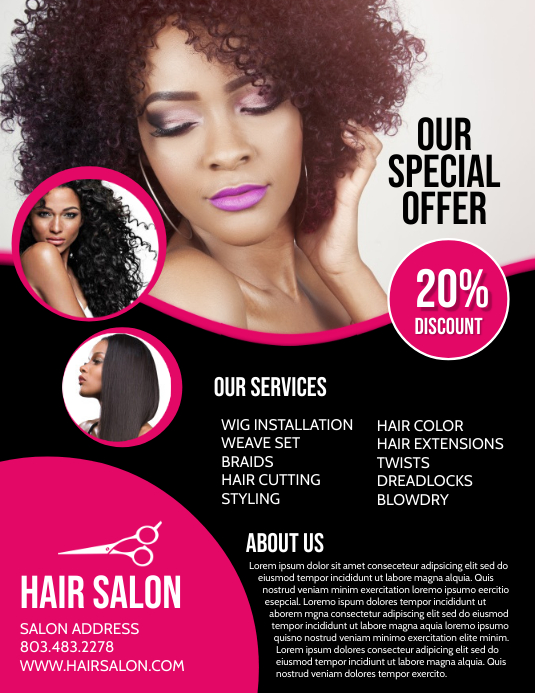 OUR
SPECIAL
OFFER
20%
DISCOUNT
OUR SERVICES
WIG INSTALLATION
WEAVE SET
BRAIDS
HAIR CUTTING
STYLING
HAIR COLOR
HAIR EXTENSIONS
TWISTS
DREADLOCKS
BLOWDRY
ABOUT US
Lorem ipsum dolor sit amet consecteteur adipisicing elit sed do
eiusmod tempor incididunt ut labore magna alquia. Quis
nostrud veniam minim exercitation loremo ipsumo eercitio
esepcial. Loremo ispum dolores tempor incididunt ut
aborem mgna consectetur adipiscing elit sed do eiusmod
tempor incididunt ut labore magna aquia loremo ipsumo
quisno nostrud veniam minimo exercitation elite minim.
Lorem ipsum dolores consecteur adipiscing elit sed do
eiusmod tempor incidiunt ut labore magna alquia. Quis
nostrud veniam dolores tempor exercito.
HAIR SALON
SALON ADDRESS
803.483.2278
WWW.HAIRSALON.COM